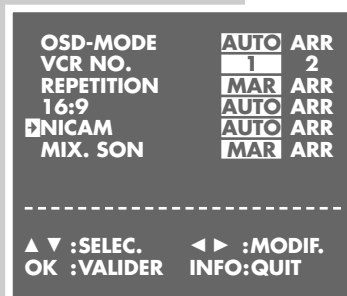 OSD-MODE AUTO ARR
VCR NO. 1 2
REPETITION MAR ARR
16:9 AUTO ARR
NICAM AUTO ARR
MIX. SON MAR ARR
▲ ▼ :SELEC. ◄ ► :MODIF.
OK :VALIDER INFO:QUIT